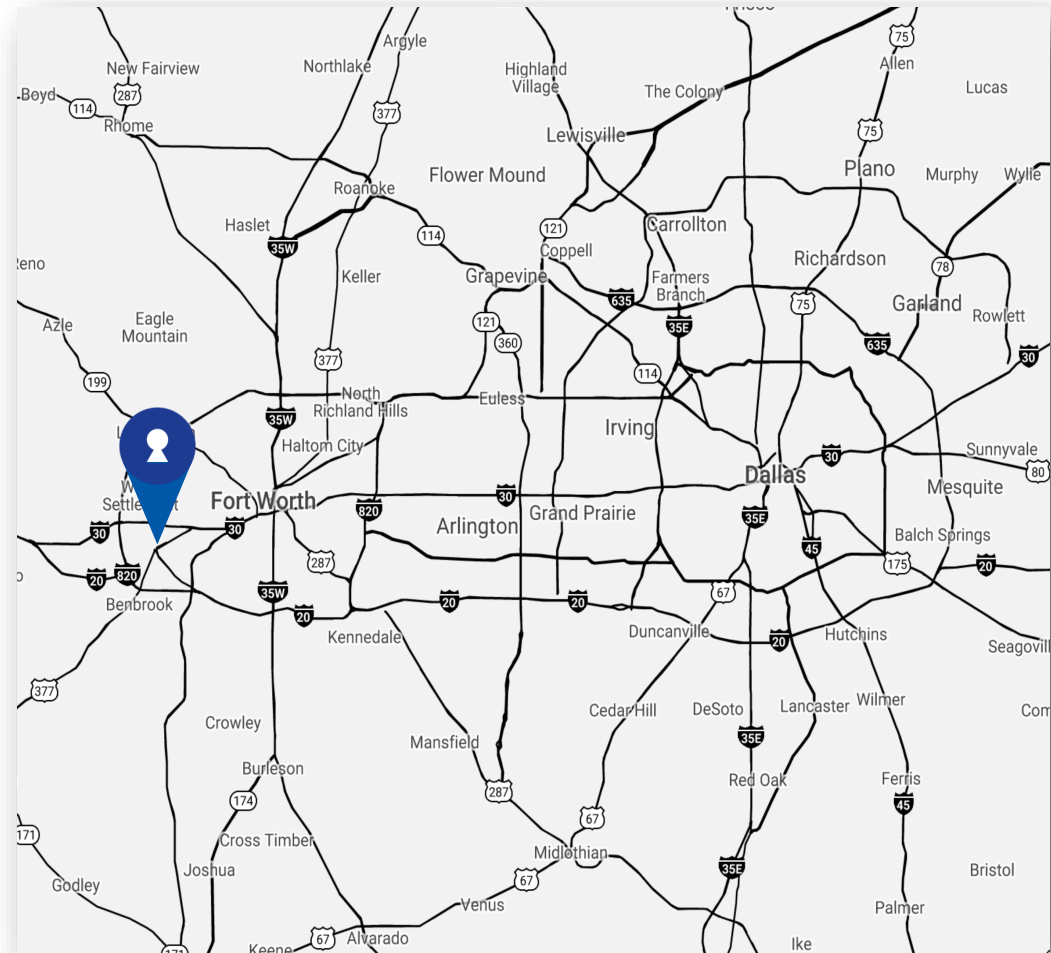 Argyle
75
New Fairview
Northlake
Allen
Highland
Village
The Colony
Lucas
Boyd
287
114
377
Rhome
75
Lewisville
Plano
Flower Mound
Murphy
Wylie
Roanoke
Haslet
35W
114
121
Carrollton
Coppell
Richardson
78
Keller
Grapevine
Farmers
Branch
635
75
Garland
Rowlett
Azle
Eagle
Mountain
121
360
35E
635
30
377
199
114
North
Richland Hills
Euless
35W
Haltom City
Irving
30
Sunnyvale
80
Dallas
Mesquite
Fort Worth
30
820
Arlington
Grand Prairie
35E
30
30
Balch Springs
45
287
175
20
820
20
35W
Benbrook
20
20
20
67
Kennedale
Duncanville
20
Hutchins
377
Cedar Hill
DeSoto
Lancaster
Wilmer
Crowley
Mansfield
35E
Burleson
Red Oak
Ferris
287
174
45
67
171
Cross Timber
Midlothian
35E
Joshua
Godley
67
Bristol
Venus
Palmer
67
Alvarado
Keene
Ike
171